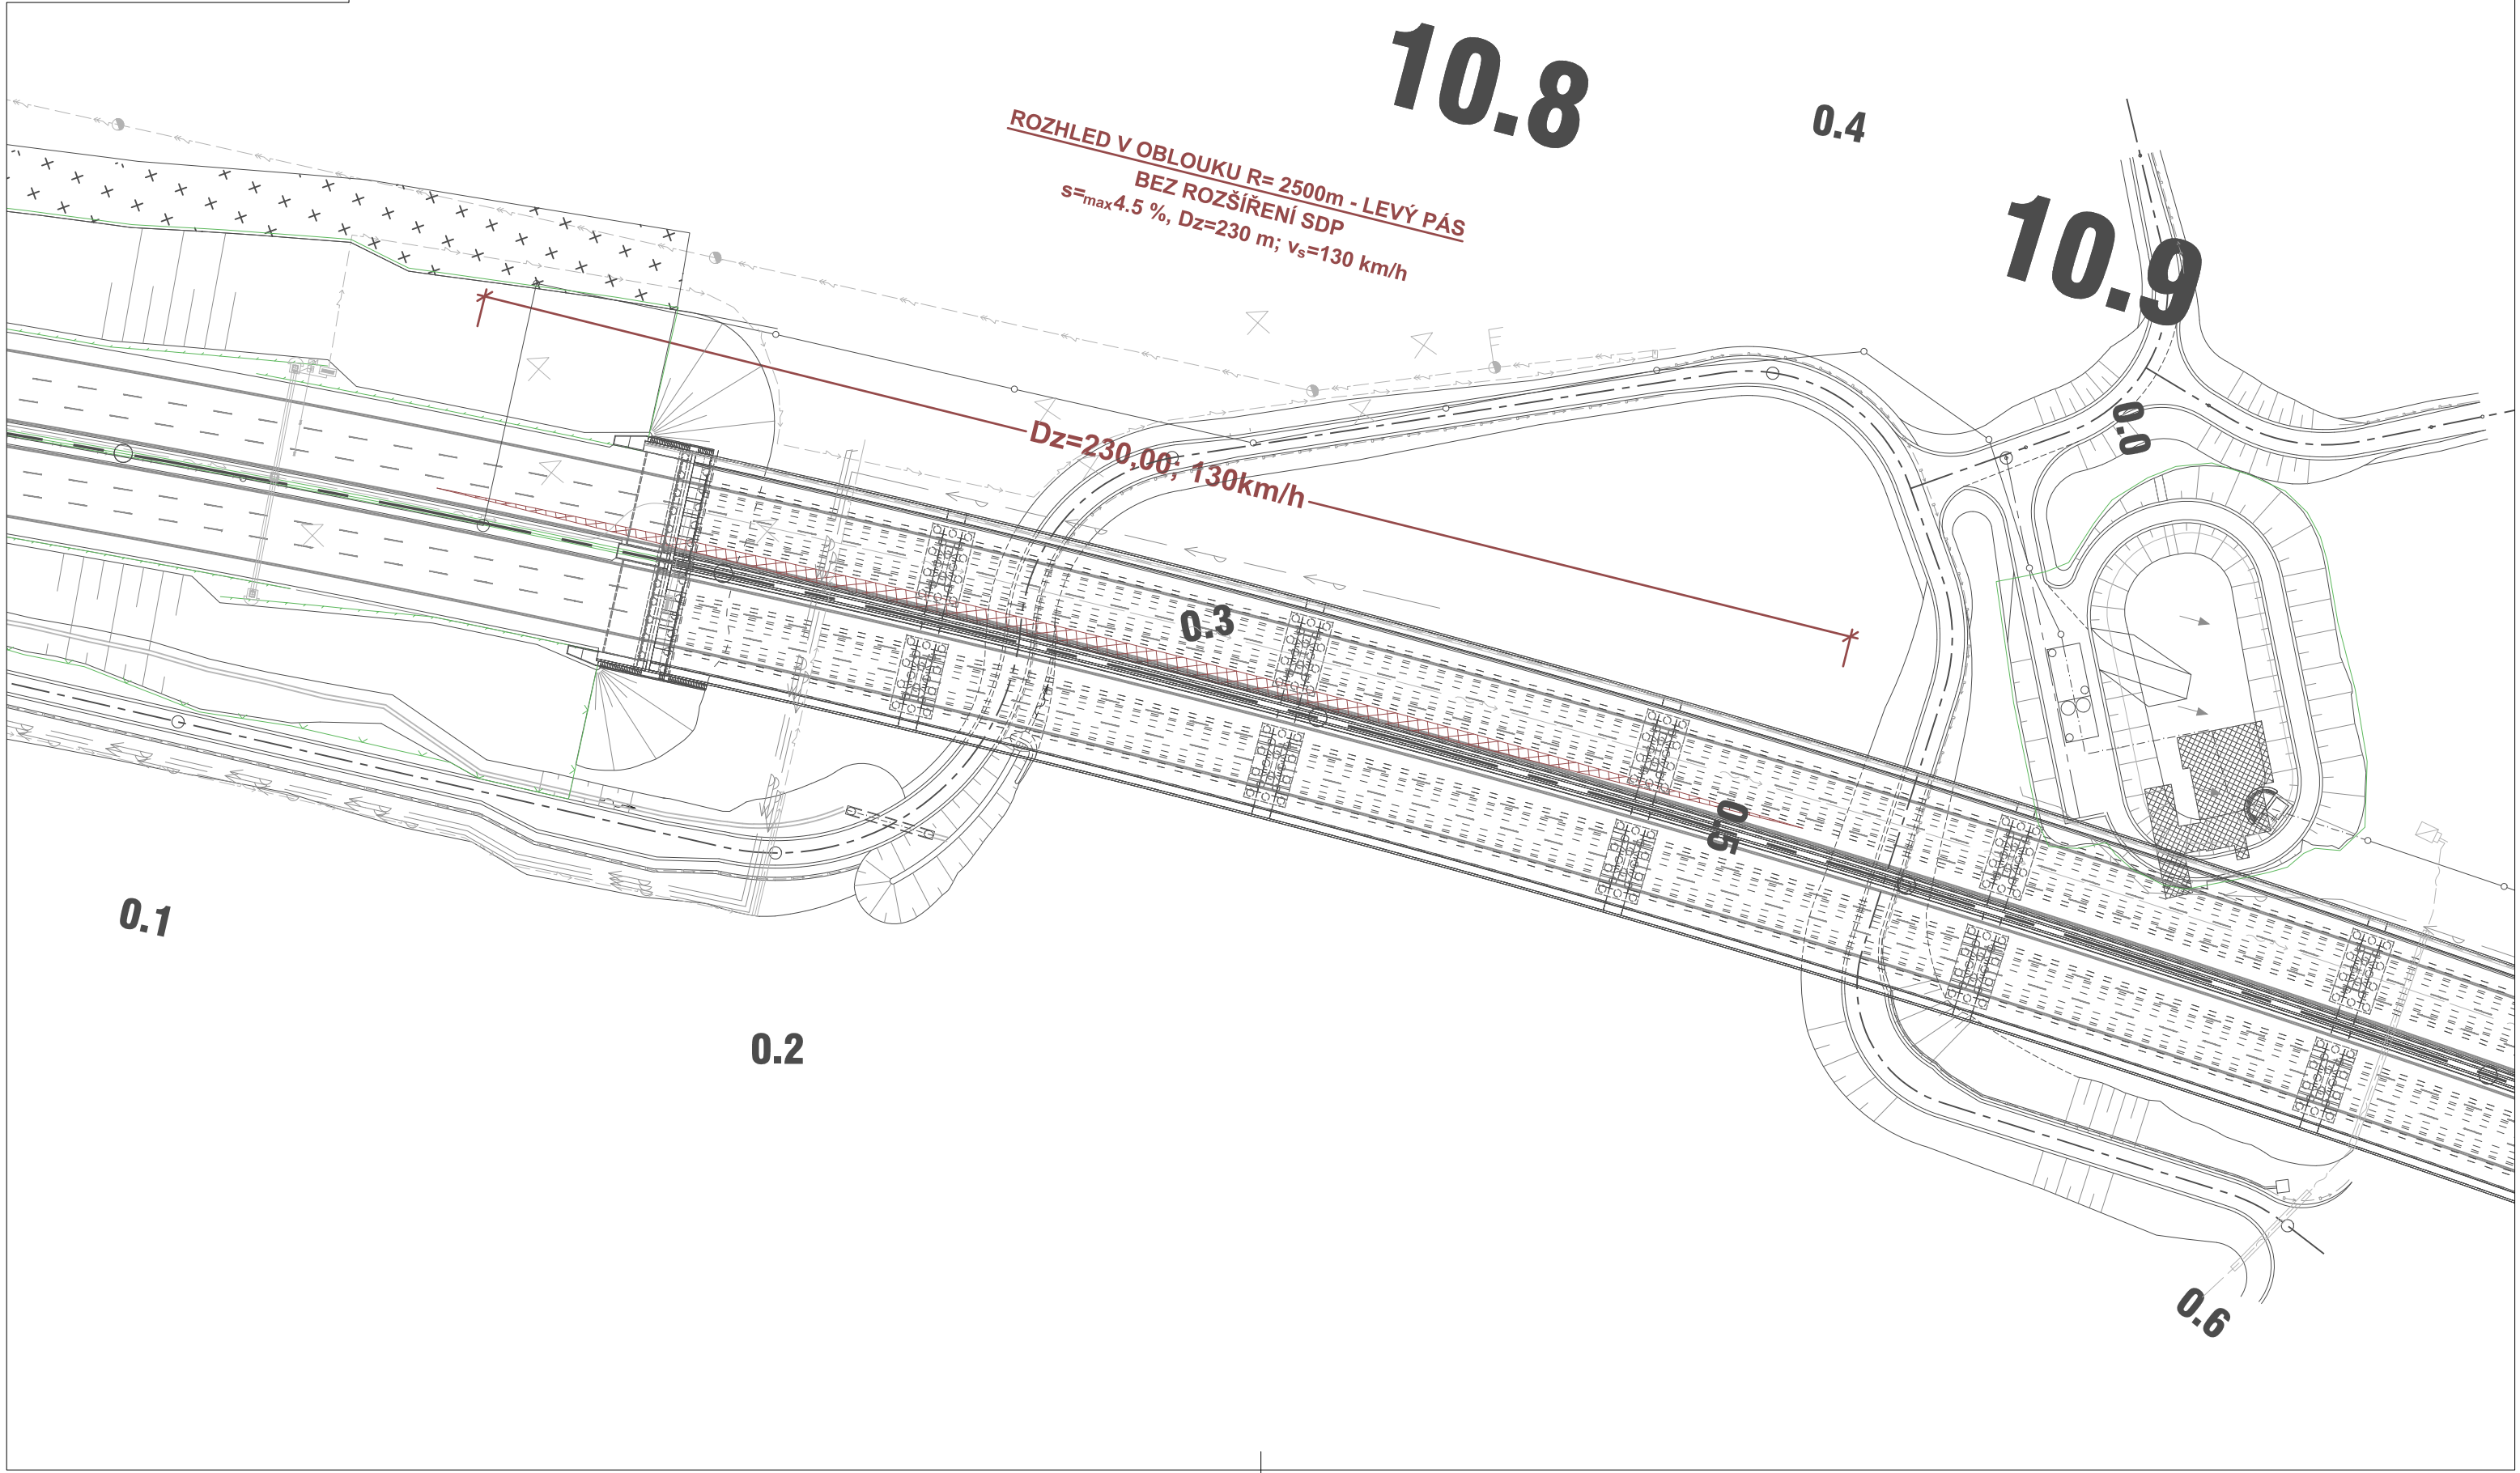 10.8
0.4
ROZHLED V OBLOUKU R= 2500m - LEVÝ PÁS
BEZ ROZŠÍŘENÍ SDP
s=max4.5 %, Dz=230 m; vs=130 km/h
10.9
0.0
Dz=230,00; 130km/h
0.3
0.5
0.1
0.2
0.6